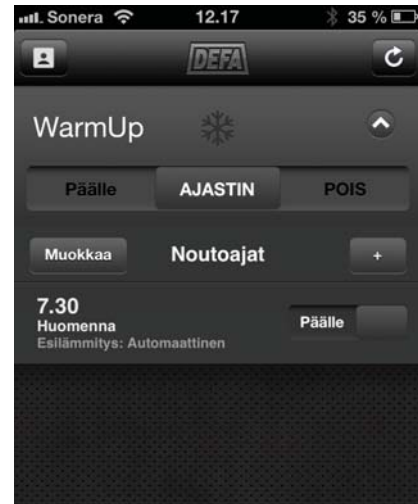 Sonera 12.17 35 %
DEFA
WarmUp
Päälle AJASTIN POIS
Muokkaa Noutoajat +
7.30
Huomenna
Päälle
Esilämmitys: Automaattinen